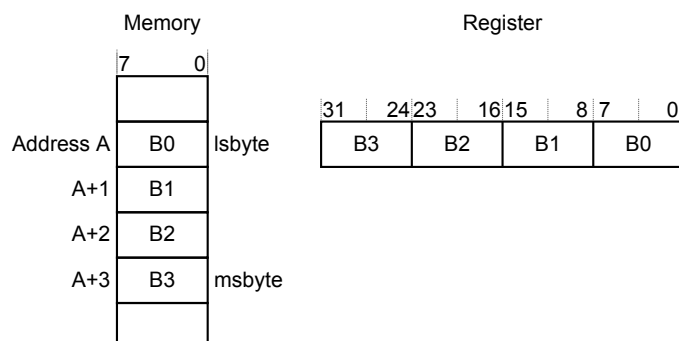 Memory Register
7 0
31 24 23 16 15 8 7 0
Address A B0 lsbyte B3 B2 B1 B0
A+1 B1
A+2 B2
A+3 B3 msbyte